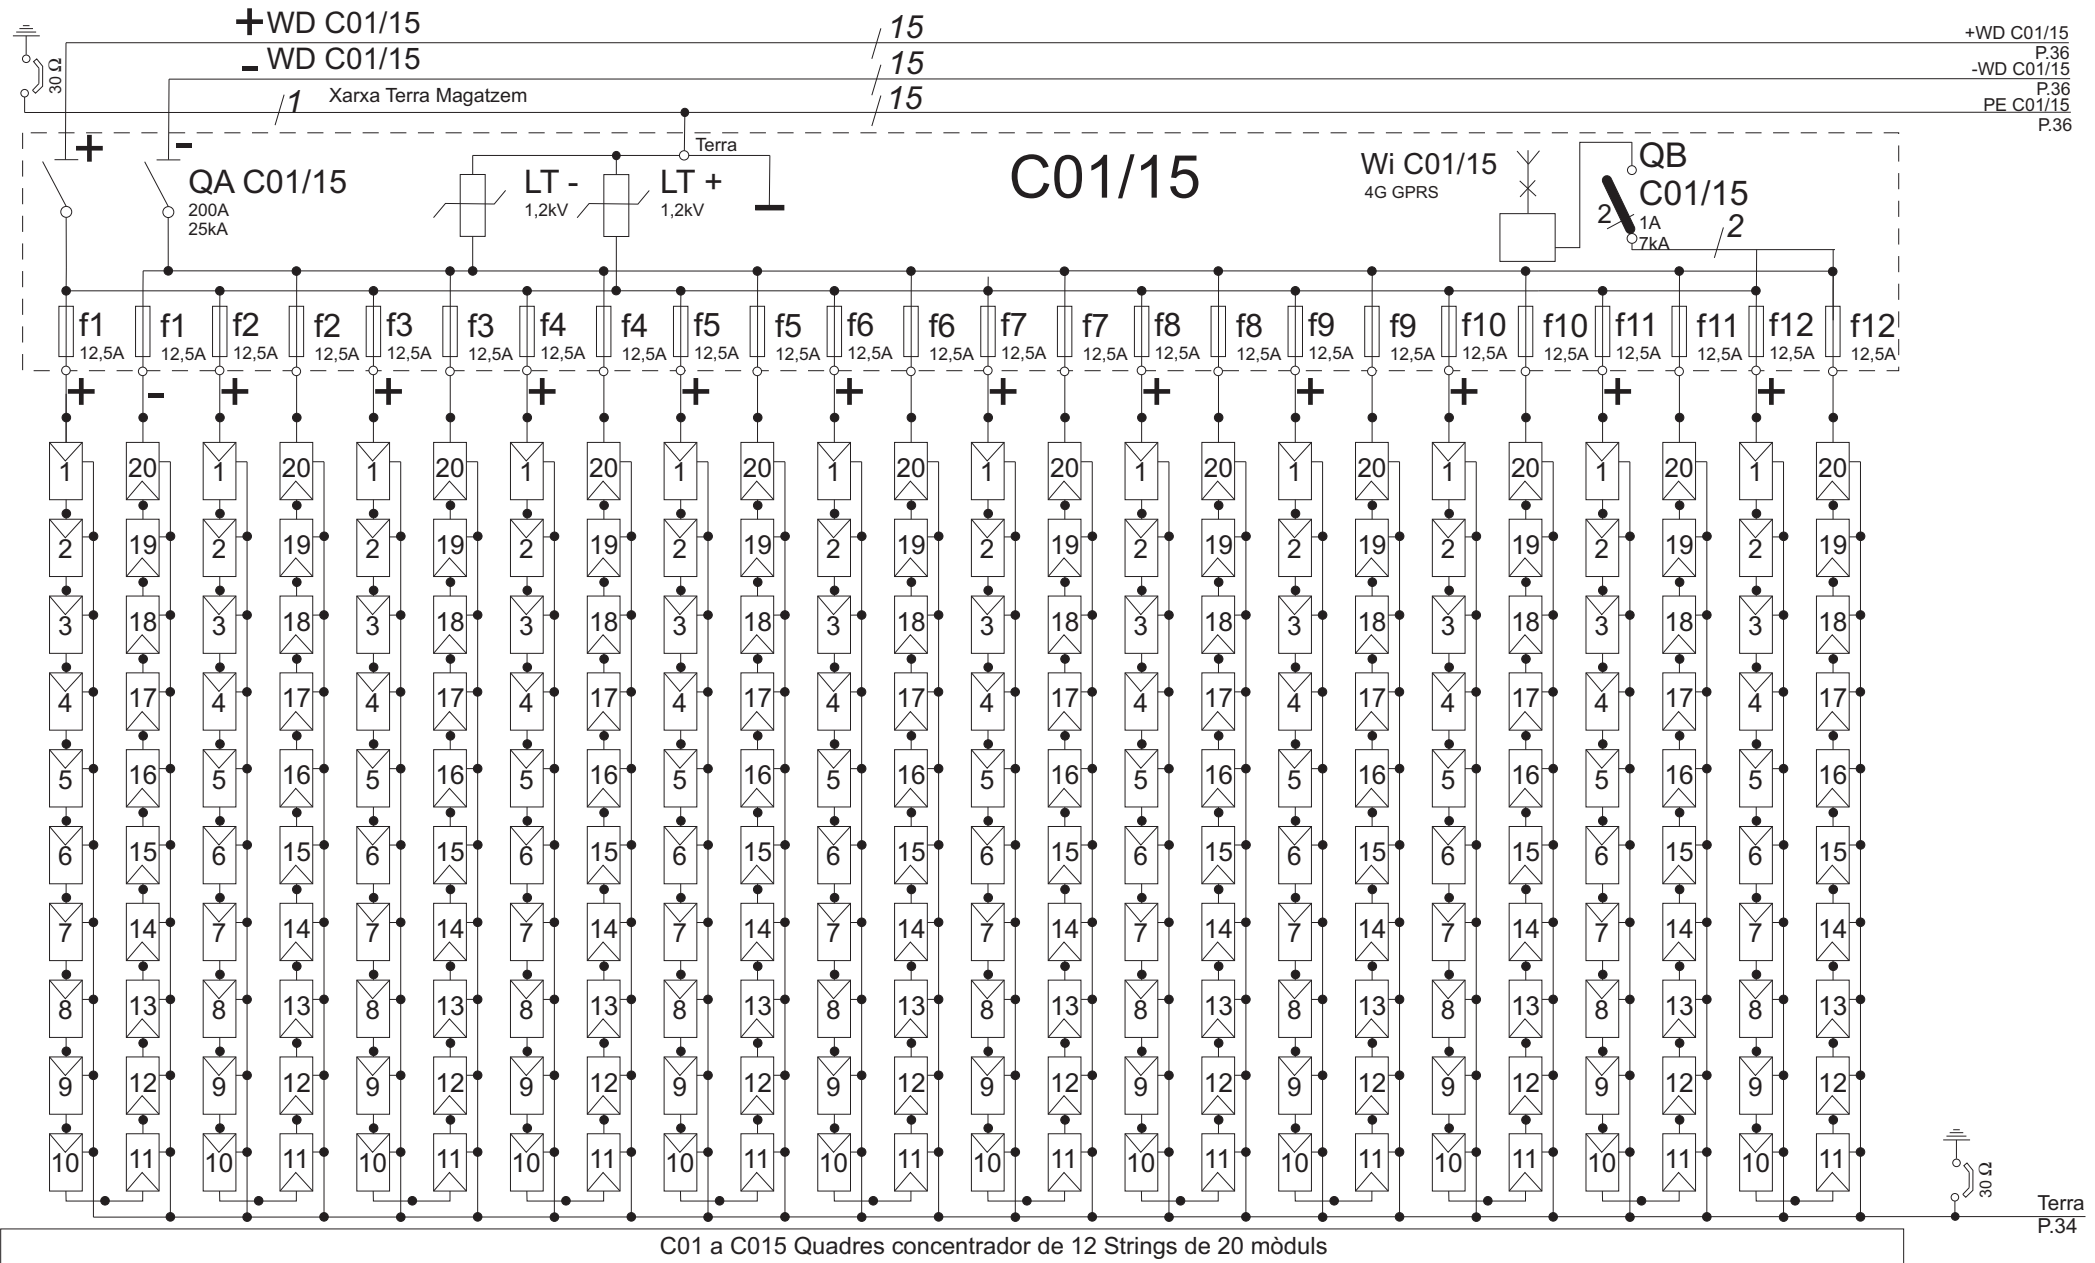 +WD C01/15 15 +WD C01/15
P.36
- WD C01/15 15 -WD C01/15
P.36
30 Ω 1 Xarxa Terra Magatzem 15 PE C01/15
P.36
+ - Terra
QA C01/15
200A
25kA
LT -
1,2kV
LT +
1,2kV
C01/15
Wi C01/15
4G GPRS
QB
C01/15
2 1A
7kA
2
f1 f1 f2 f2 f3 f3 f4 f4 f5 f5 f6 f6 f7 f7 f8 f8 f9 f9 f10 f10 f11 f11 f12 f12
12,5A 12,5A 12,5A 12,5A 12,5A 12,5A 12,5A 12,5A 12,5A 12,5A 12,5A 12,5A 12,5A 12,5A 12,5A 12,5A 12,5A 12,5A 12,5A 12,5A 12,5A 12,5A 12,5A 12,5A
+ - + + + + + + + + + + +
1 20 1 20 1 20 1 20 1 20 1 20 1 20 1 20 1 20 1 20 1 20 1 20
2 19 2 19 2 19 2 19 2 19 2 19 2 19 2 19 2 19 2 19 2 19 2 19
3 18 3 18 3 18 3 18 3 18 3 18 3 18 3 18 3 18 3 18 3 18 3 18
4 17 4 17 4 17 4 17 4 17 4 17 4 17 4 17 4 17 4 17 4 17 4 17
5 16 5 16 5 16 5 16 5 16 5 16 5 16 5 16 5 16 5 16 5 16 5 16
6 15 6 15 6 15 6 15 6 15 6 15 6 15 6 15 6 15 6 15 6 15 6 15
7 14 7 14 7 14 7 14 7 14 7 14 7 14 7 14 7 14 7 14 7 14 7 14
8 13 8 13 8 13 8 13 8 13 8 13 8 13 8 13 8 13 8 13 8 13 8 13
9 12 9 12 9 12 9 12 9 12 9 12 9 12 9 12 9 12 9 12 9 12 9 12
10 11 10 11 10 11 10 11 10 11 10 11 10 11 10 11 10 11 10 11 10 11 10 11
30 Ω
Terra
P.34
C01 a C015 Quadres concentrador de 12 Strings de 20 mòduls